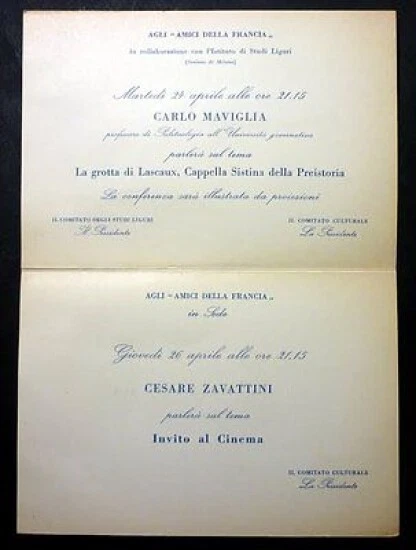 AGLI “AMICI DELLA FRANCIA„
in collaborazione con l'Istituto di Studi Liguri
(Sezione di Milano)
Martedì 24 aprile alle ore 21.15
CARLO MAVIGLIA
professore di Paletnologia all'Università governativa
parlerà sul tema
La grotta di Lascaux, Cappella Sistina della Preistoria
La conferenza sarà illustrata da proiezioni
IL COMITATO DEGLI STUDI LIGURI
Il Presidente
IL COMITATO CULTURALE
La Presidente
AGLI “AMICI DELLA FRANCIA„
in Sede
Giovedì 26 aprile alle ore 21.15
CESARE ZAVATTINI
parlerà sul tema
Invito al Cinema
IL COMITATO CULTURALE
La Presidente